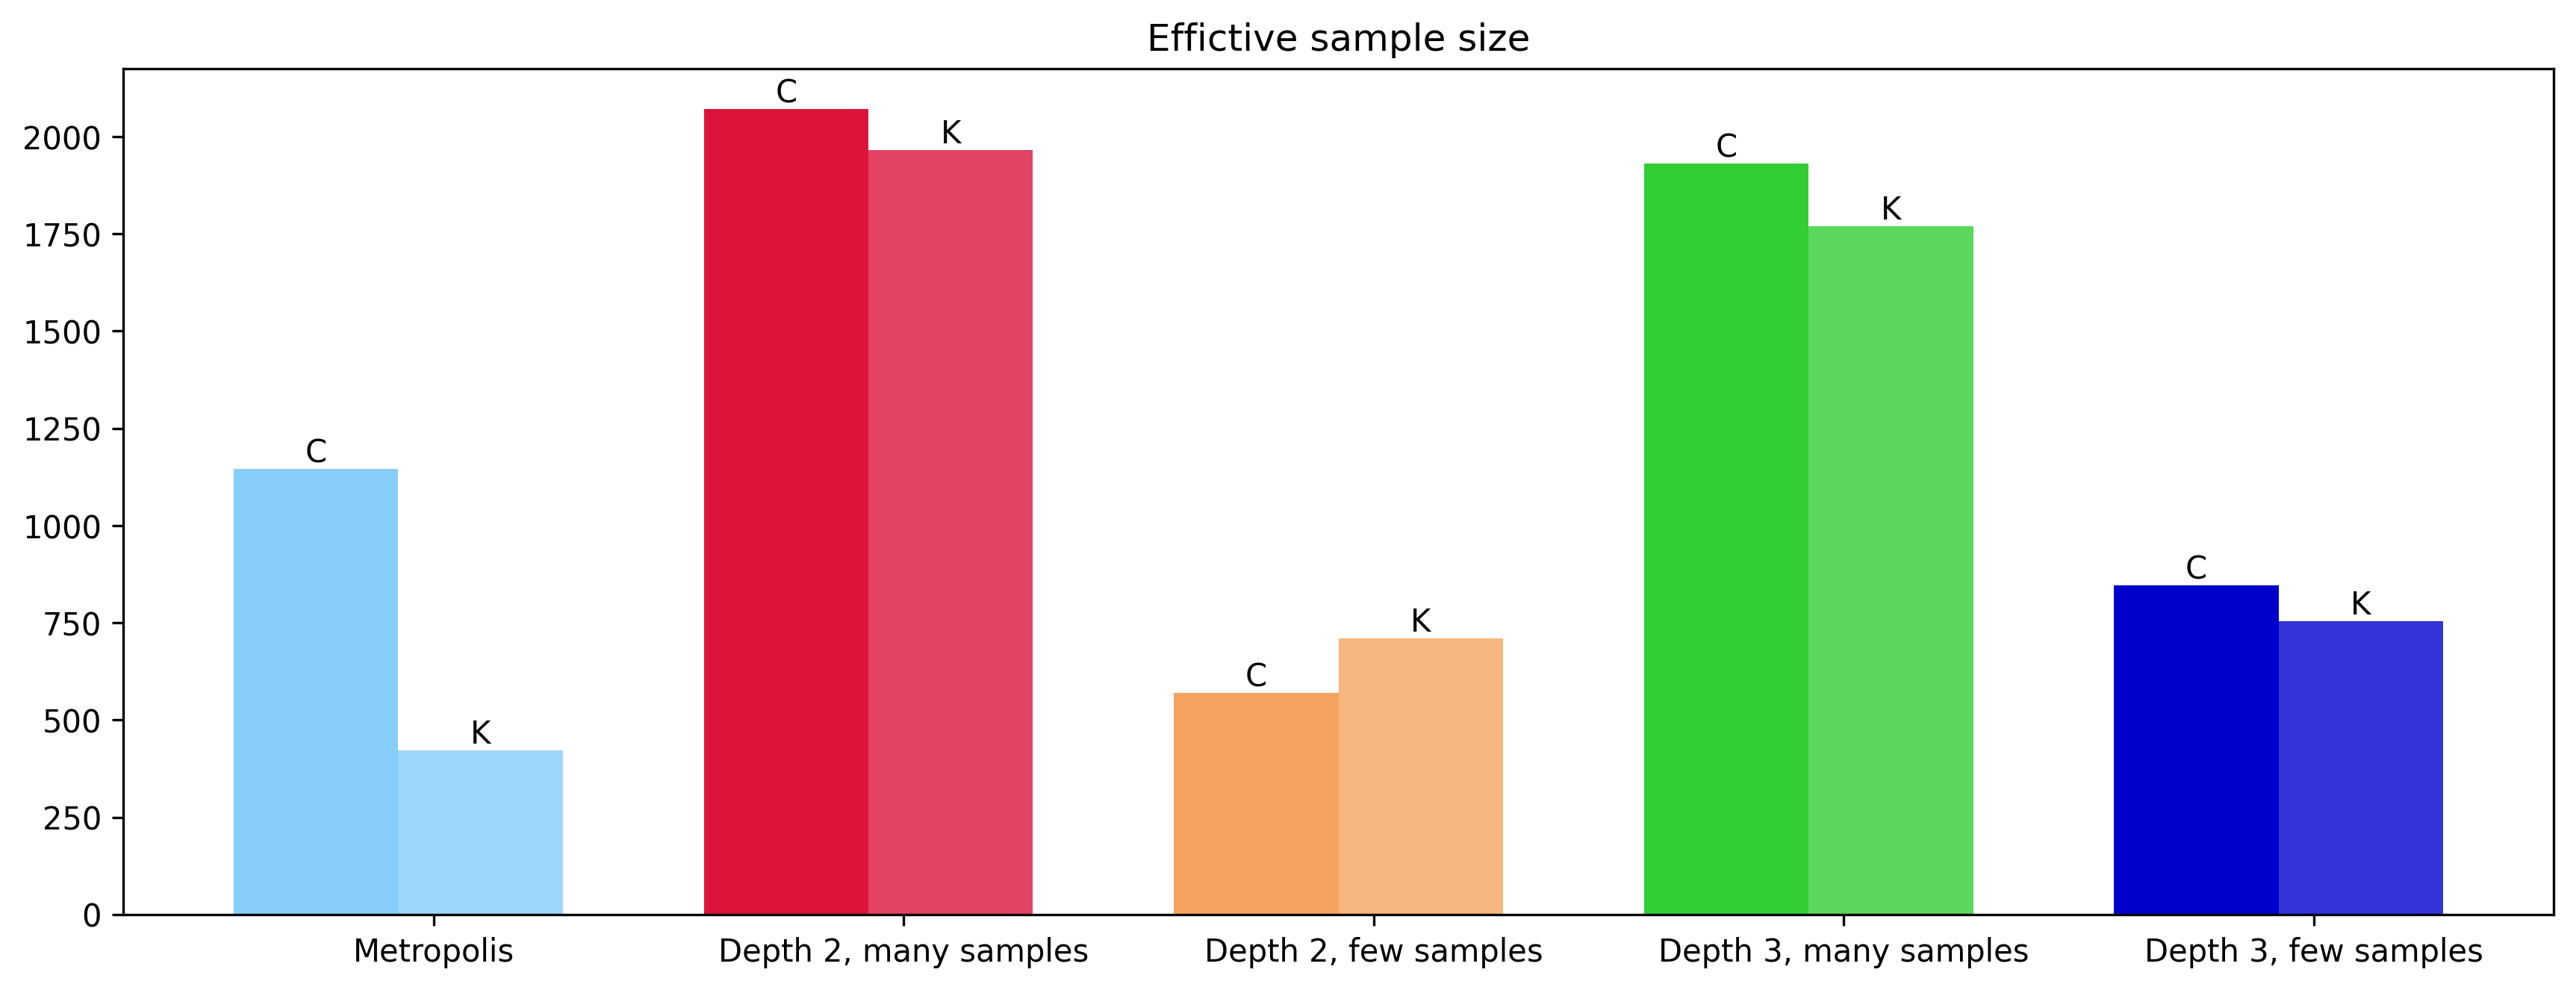 Effictive sample size
2000
1750
1500
1250
1000
750
500
250
0
C
K
C
K
C
K
C
K
C
K
Metropolis
Depth 2, many samples
Depth 2, few samples
Depth 3, many samples
Depth 3, few samples